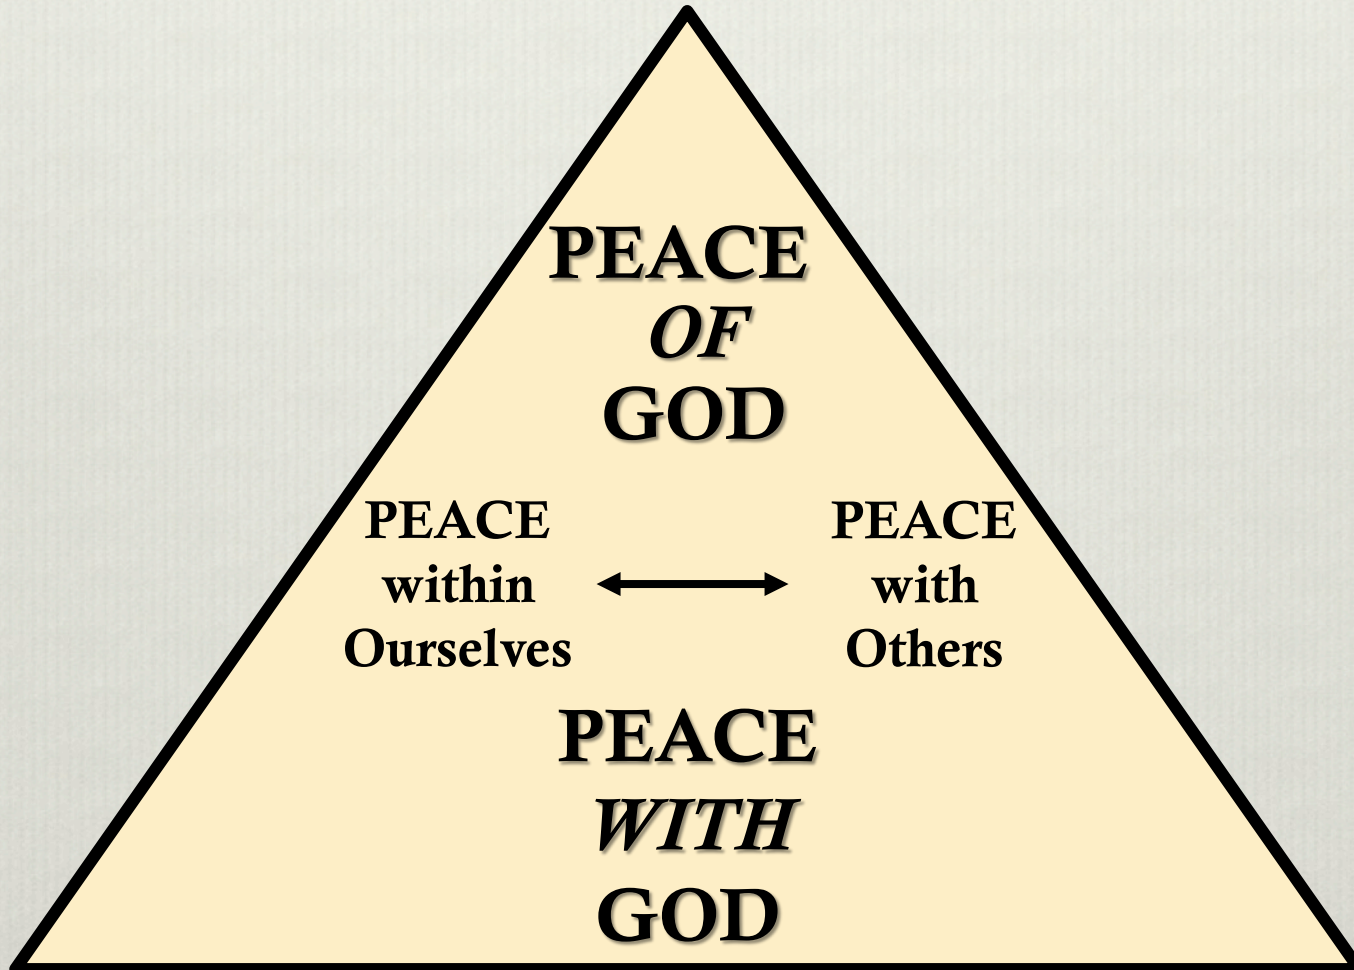 PEACE
OF
GOD
PEACE
within
Ourselves
PEACE
with
Others
PEACE
WITH
GOD